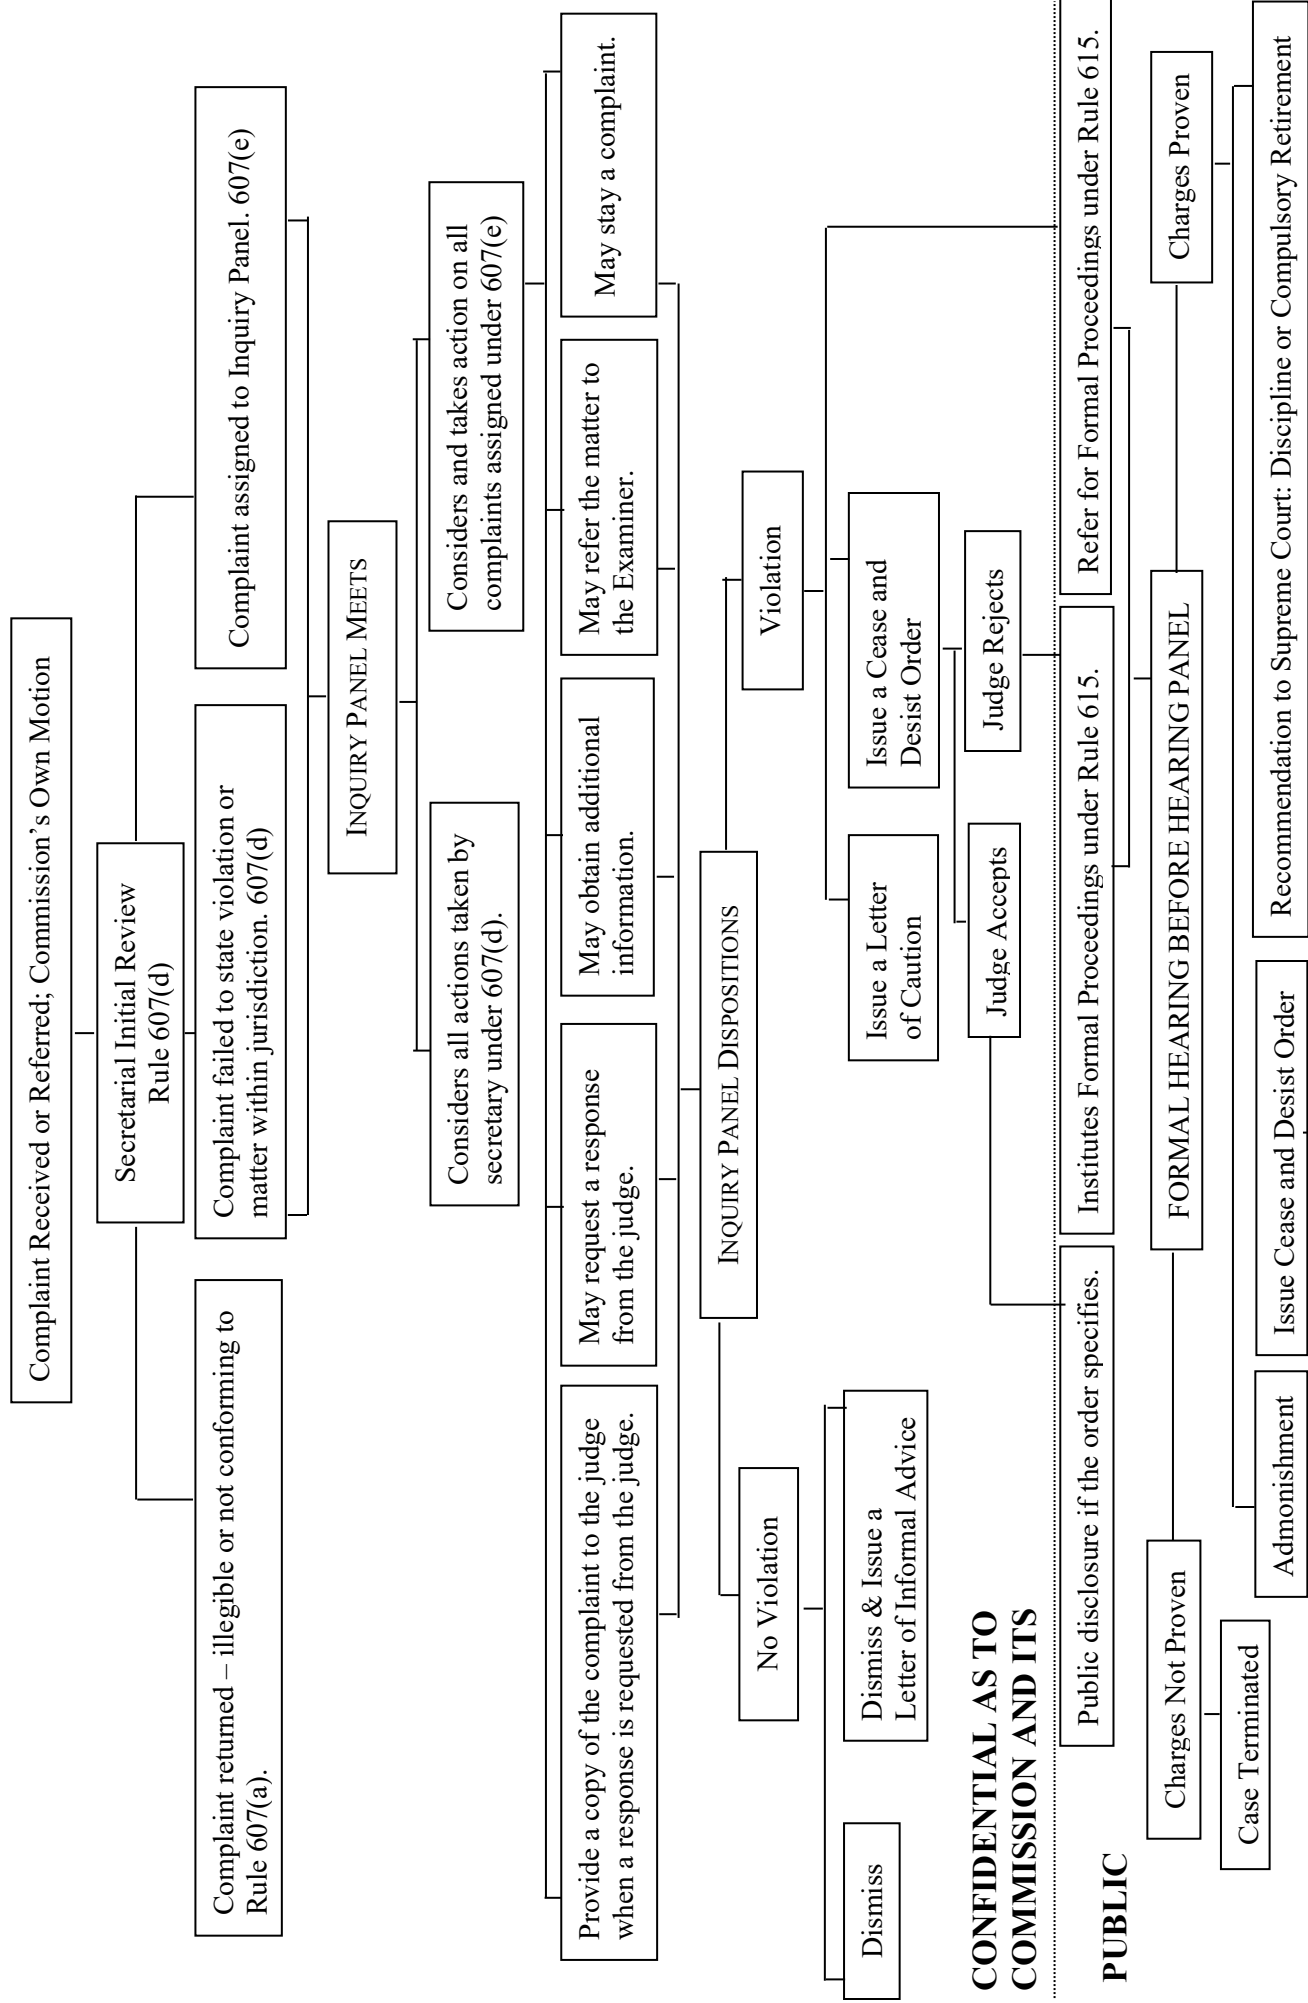 Complaint Received or Referred; Commission’s Own Motion
Secretarial Initial Review
Rule 607(d)
Complaint returned – illegible or not conforming to
Rule 607(a).
Complaint failed to state violation or
matter within jurisdiction. 607(d)
Complaint assigned to Inquiry Panel. 607(e)
INQUIRY PANEL MEETS
Considers all actions taken by
secretary under 607(d).
Considers and takes action on all
complaints assigned under 607(e)
Provide a copy of the complaint to the judge
when a response is requested from the judge.
May request a response
from the judge.
May obtain additional
information.
May refer the matter to
the Examiner.
May stay a complaint.
INQUIRY PANEL DISPOSITIONS
No Violation
Violation
Dismiss
Dismiss & Issue a
Letter of Informal Advice
Issue a Letter
of Caution
Issue a Cease and
Desist Order
Judge Accepts
Judge Rejects
CONFIDENTIAL AS TO
COMMISSION AND ITS
PUBLIC
Public disclosure if the order specifies.
Institutes Formal Proceedings under Rule 615.
Refer for Formal Proceedings under Rule 615.
Charges Not Proven
FORMAL HEARING BEFORE HEARING PANEL
Charges Proven
Case Terminated
Admonishment
Issue Cease and Desist Order
Recommendation to Supreme Court: Discipline or Compulsory Retirement